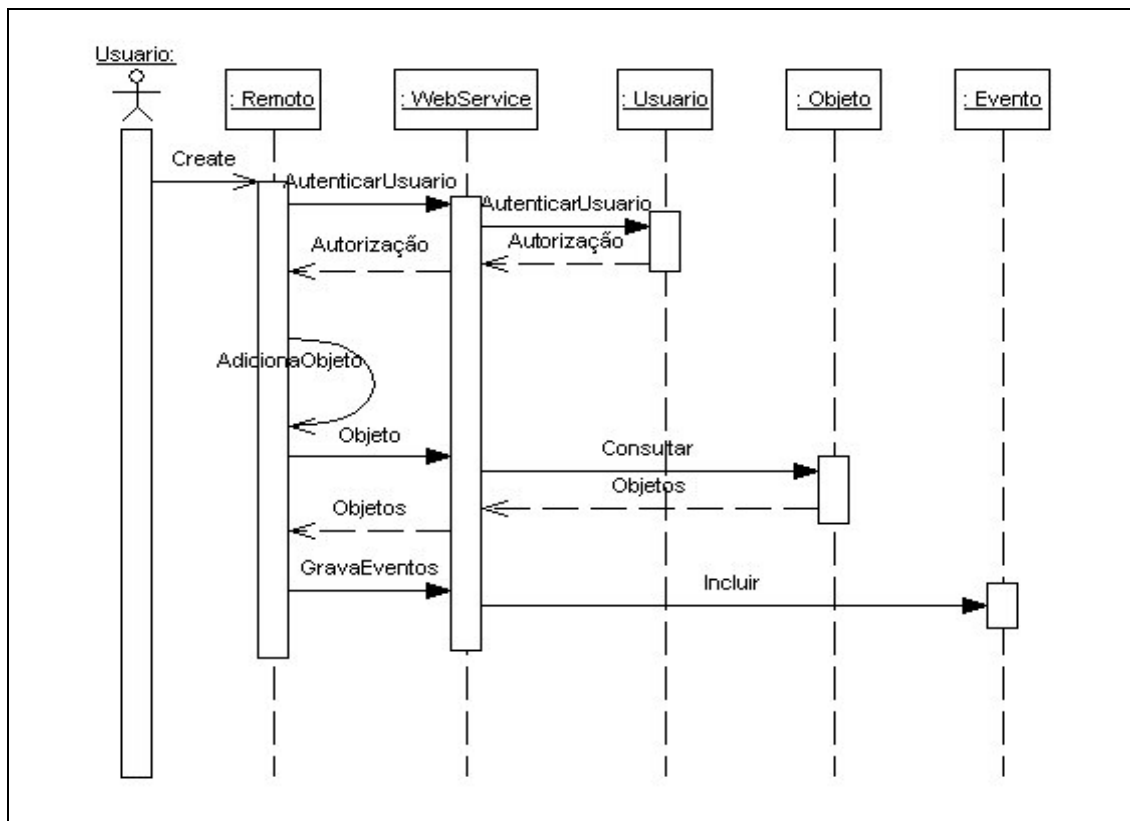 Usuario:
: Remoto
: WebService
: Usuario
: Objeto
: Evento
Create
AutenticarUsuario
AutenticarUsuario
Autorização
Autorização
AdicionaObjeto
Objeto
Consultar
Objetos
Objetos
GravaEventos
Incluir